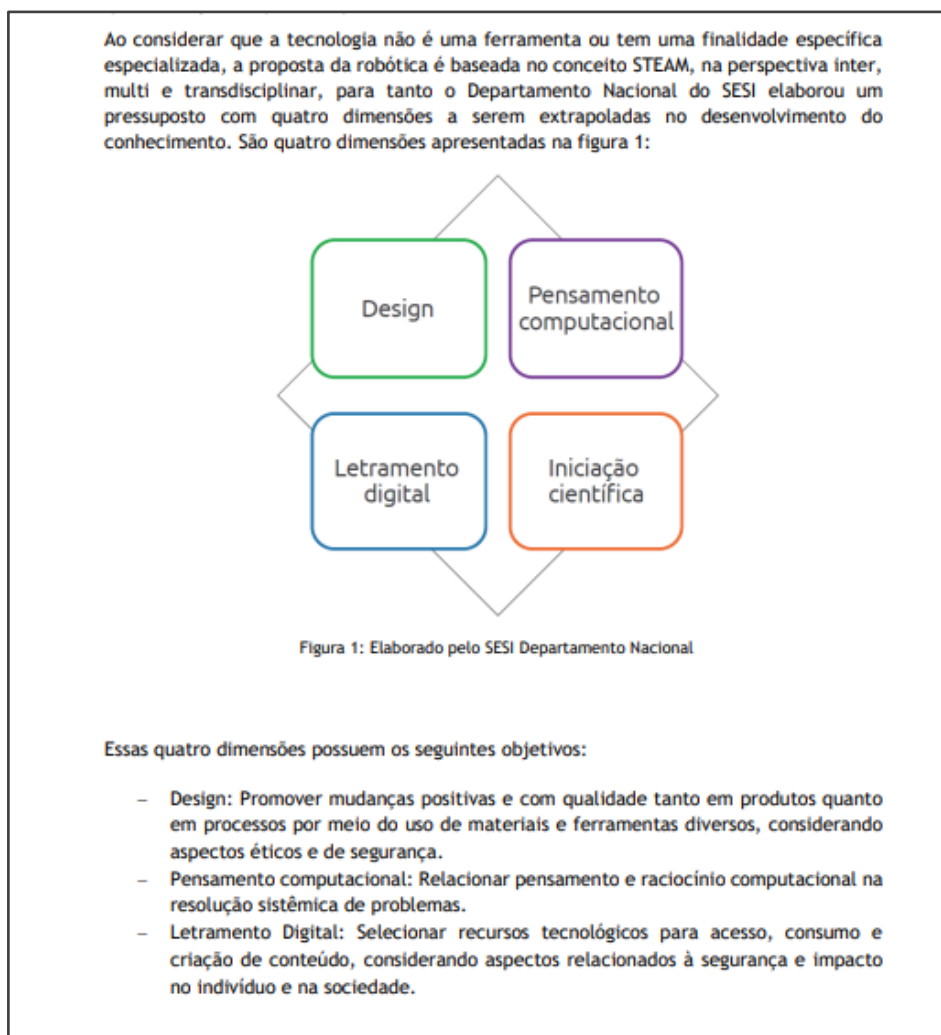 Ao considerar que a tecnologia não é uma ferramenta ou tem uma finalidade específica
especializada, a proposta da robótica é baseada no conceito STEAM, na perspectiva inter,
multi e transdisciplinar, para tanto o Departamento Nacional do SESI elaborou um
pressuposto com quatro dimensões a serem extrapoladas no desenvolvimento do
conhecimento. São quatro dimensões apresentadas na figura 1:
Design
Pensamento
computacional
Letramento
digital
Iniciação
científica
Figura 1: Elaborado pelo SESI Departamento Nacional
Essas quatro dimensões possuem os seguintes objetivos:
– Design: Promover mudanças positivas e com qualidade tanto em produtos quanto
em processos por meio do uso de materiais e ferramentas diversos, considerando
aspectos éticos e de segurança.
– Pensamento computacional: Relacionar pensamento e raciocínio computacional na
resolução sistêmica de problemas.
– Letramento Digital: Selecionar recursos tecnológicos para acesso, consumo e
criação de conteúdo, considerando aspectos relacionados à segurança e impacto
no indivíduo e na sociedade.